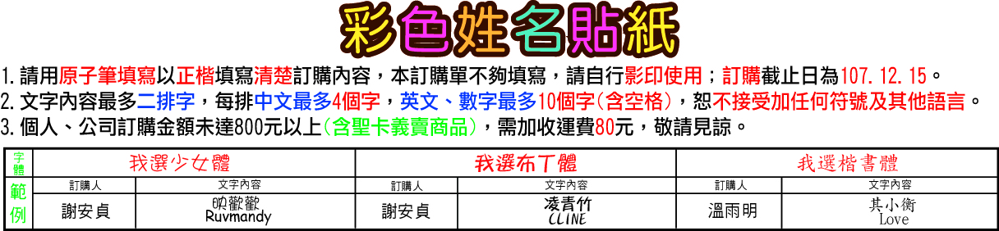 彩色姓名貼紙
1.請用原子筆填寫以正楷填寫清楚訂購內容，本訂購單不夠填寫，請自行影印使用；訂購截止日為107.12.15。
2.文字內容最多二排字，每排中文最多4個字，英文、數字最多10個字(含空格)，恕不接受加任何符號及其他語言。
3.個人、公司訂購金額未達800元以上(含聖卡義賣商品)，需加收運費80元，敬請見諒。
字體 我選少女體 我選布丁體 我選楷書體
範例 訂購人 文字內容 訂購人 文字內容 訂購人 文字內容
謝安貞 映歡歡 謝安貞 凌青竹 溫雨明 其小衡
Ruvmandy CLINE Love